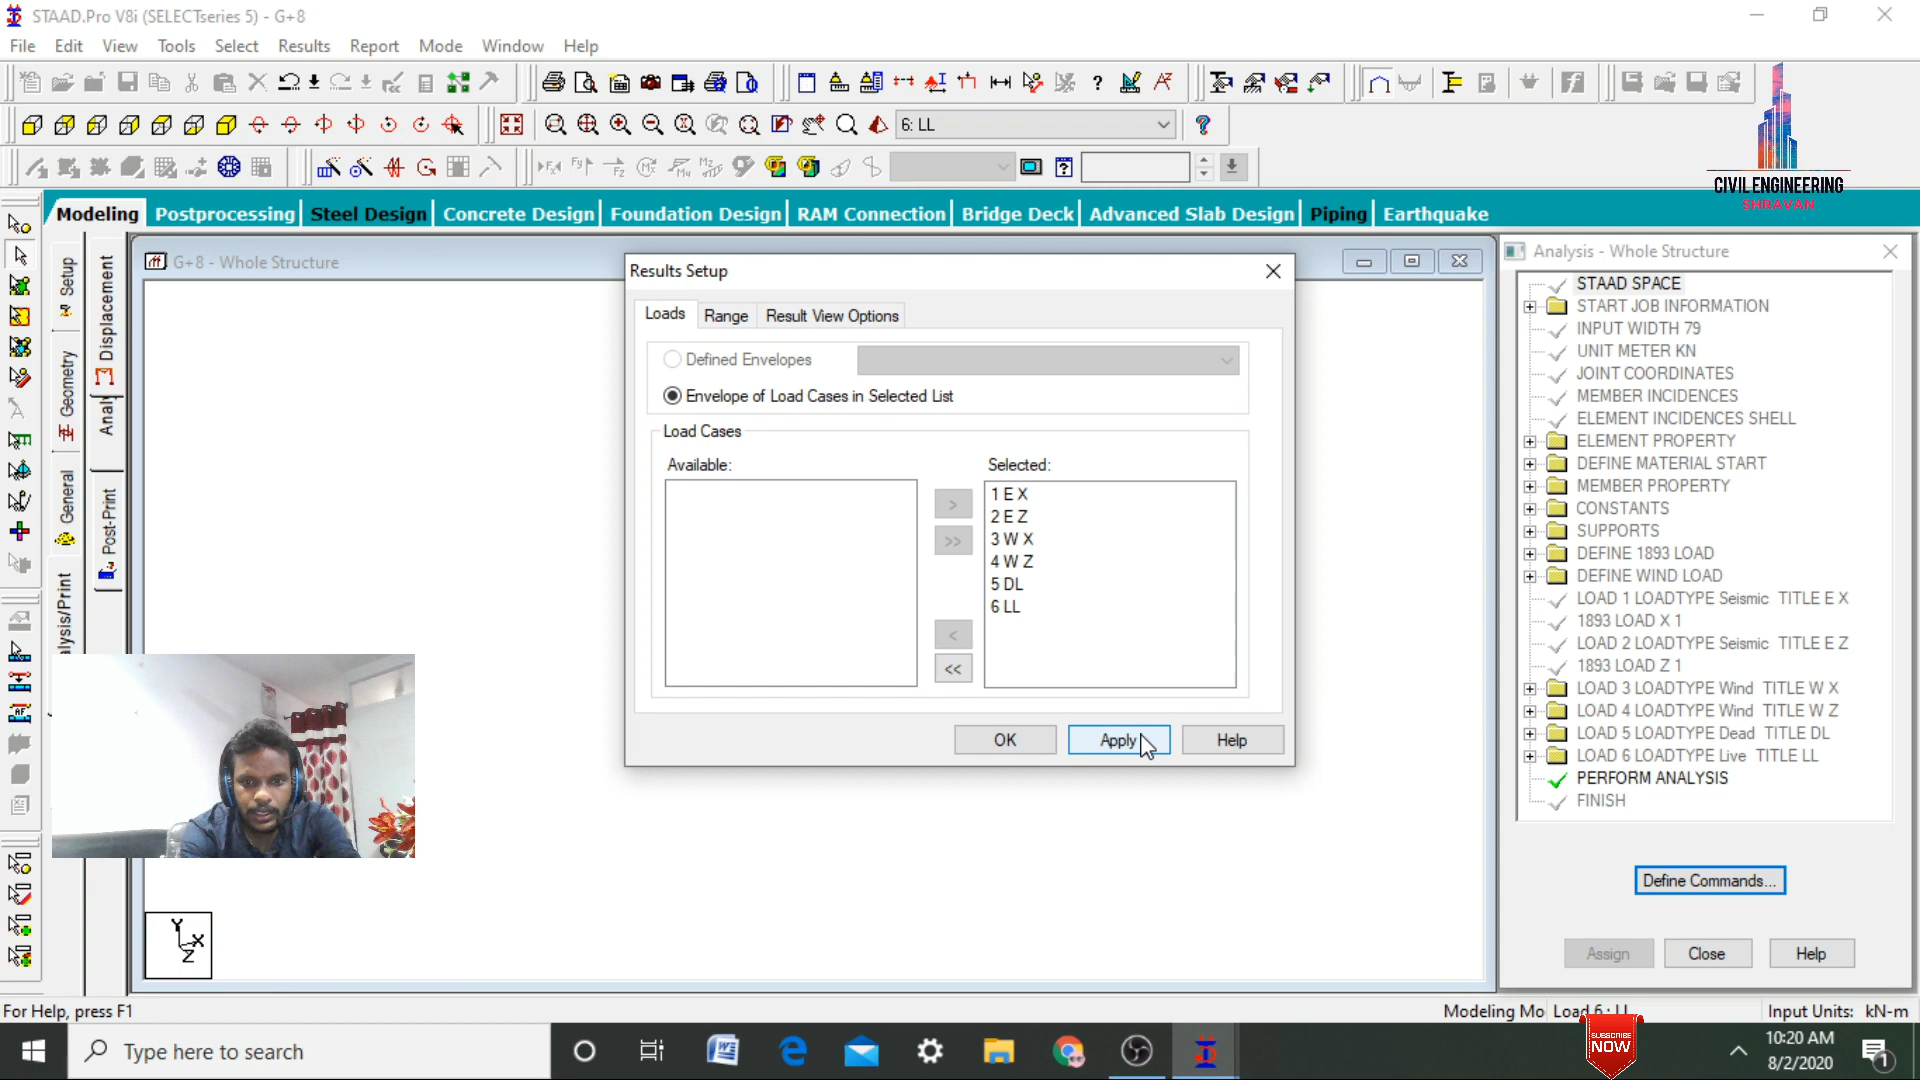 STAAD.Pro V8i (SELECTseries 5) - G+8
File Edit View Tools Select Results Report Mode Window Help
6: LL
CIVIL ENGINEERING
SHRAVAN
Modeling Postprocessing Steel Design Concrete Design Foundation Design RAM Connection Bridge Deck Advanced Slab Design Piping Earthquake
Setup
Geometry
General
alysis/Print
Displacement
Anal
Post-Print
G+8 - Whole Structure
Results Setup
Loads Range Result View Options
Defined Envelopes
Envelope of Load Cases in Selected List
Load Cases
Available:
Selected:
> 
>>
<
<<
1 E X
2 E Z
3 W X
4 W Z
5 DL
6 LL
OK Apply Help
Analysis - Whole Structure
STAAD SPACE
START JOB INFORMATION
INPUT WIDTH 79
UNIT METER KN
JOINT COORDINATES
MEMBER INCIDENCES
ELEMENT INCIDENCES SHELL
ELEMENT PROPERTY
DEFINE MATERIAL START
MEMBER PROPERTY
CONSTANTS
SUPPORTS
DEFINE 1893 LOAD
DEFINE WIND LOAD
LOAD 1 LOADTYPE Seismic TITLE E X
1893 LOAD X 1
LOAD 2 LOADTYPE Seismic TITLE E Z
1893 LOAD Z 1
LOAD 3 LOADTYPE Wind TITLE W X
LOAD 4 LOADTYPE Wind TITLE W Z
LOAD 5 LOADTYPE Dead TITLE DL
LOAD 6 LOADTYPE Live TITLE LL
PERFORM ANALYSIS
FINISH
Define Commands...
Assign Close Help
Y
X
Z
For Help, press F1
Modeling Mo Load 6 : LL Input Units: kN-m
SUBSCRIBE
NOW
Type here to search
10:20 AM
8/2/2020
1